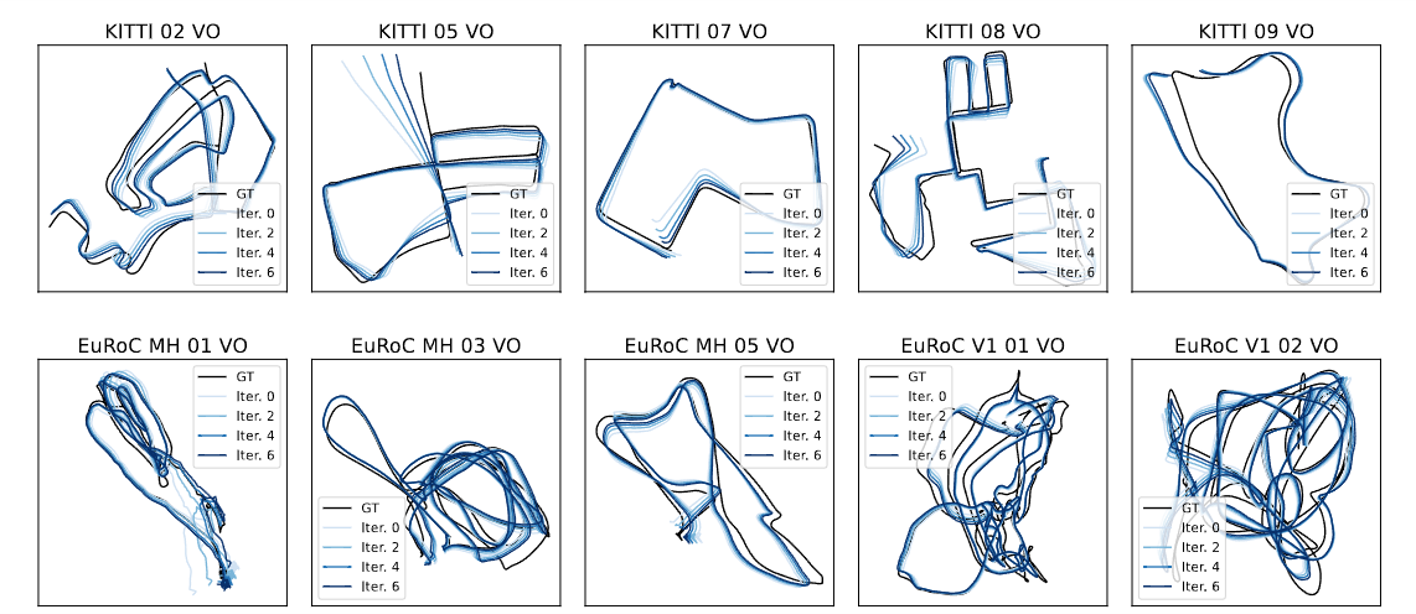 KITTI 02 VO
GT
Iter. 0
Iter. 2
Iter. 4
Iter. 6
KITTI 05 VO
GT
Iter. 0
Iter. 2
Iter. 4
Iter. 6
KITTI 07 VO
GT
Iter. 0
Iter. 2
Iter. 4
Iter. 6
KITTI 08 VO
GT
Iter. 0
Iter. 2
Iter. 4
Iter. 6
KITTI 09 VO
GT
Iter. 0
Iter. 2
Iter. 4
Iter. 6
EuRoC MH 01 VO
GT
Iter. 0
Iter. 2
Iter. 4
Iter. 6
EuRoC MH 03 VO
GT
Iter. 0
Iter. 2
Iter. 4
Iter. 6
EuRoC MH 05 VO
GT
Iter. 0
Iter. 2
Iter. 4
Iter. 6
EuRoC V1 01 VO
GT
Iter. 0
Iter. 2
Iter. 4
Iter. 6
EuRoC V1 02 VO
GT
Iter. 0
Iter. 2
Iter. 4
Iter. 6